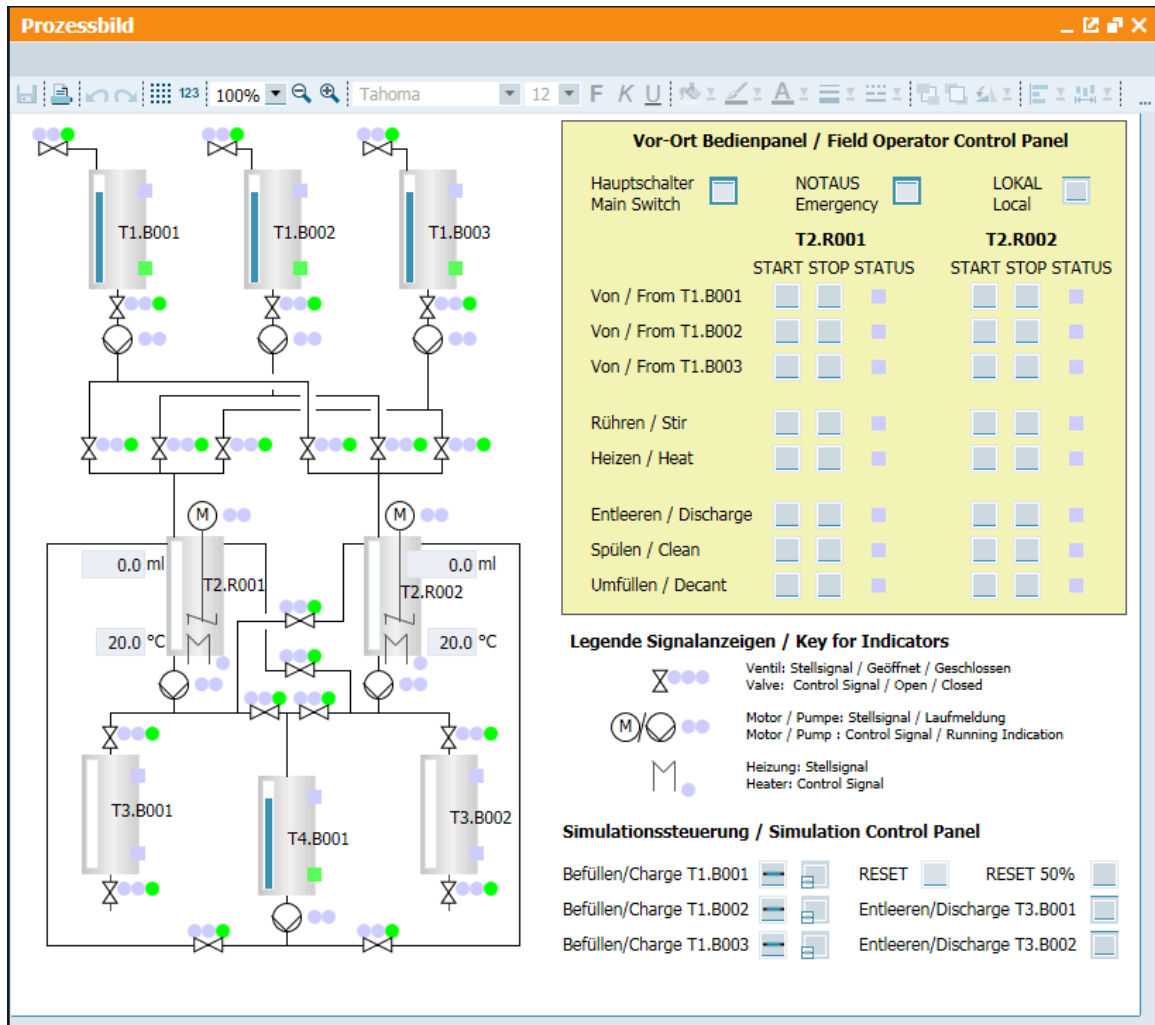 Prozessbild
123 100% Tahoma 12 F K U ...
Vor-Ort Bedienpanel / Field Operator Control Panel
Hauptschalter
Main Switch
NOTAUS
Emergency
LOKAL
Local
T2.R001 T2.R002
START STOP STATUS START STOP STATUS
Von / From T1.B001
Von / From T1.B002
Von / From T1.B003
Rühren / Stir
Heizen / Heat
Entleeren / Discharge
Spülen / Clean
Umfüllen / Decant
T1.B001 T1.B002 T1.B003
M M
0.0 ml 0.0 ml
T2.R001 T2.R002
20.0 °C 20.0 °C
T3.B001 T4.B001 T3.B002
Legende Signalanzeigen / Key for Indicators
Ventil: Stellsignal / Geöffnet / Geschlossen
Valve: Control Signal / Open / Closed
M/
Motor / Pumpe: Stellsignal / Laufmeldung
Motor / Pump : Control Signal / Running Indication
Heizung: Stellsignal
Heater: Control Signal
Simulationssteuerung / Simulation Control Panel
Befüllen/Charge T1.B001 RESET RESET 50%
Befüllen/Charge T1.B002 Entleeren/Discharge T3.B001
Befüllen/Charge T1.B003 Entleeren/Discharge T3.B002